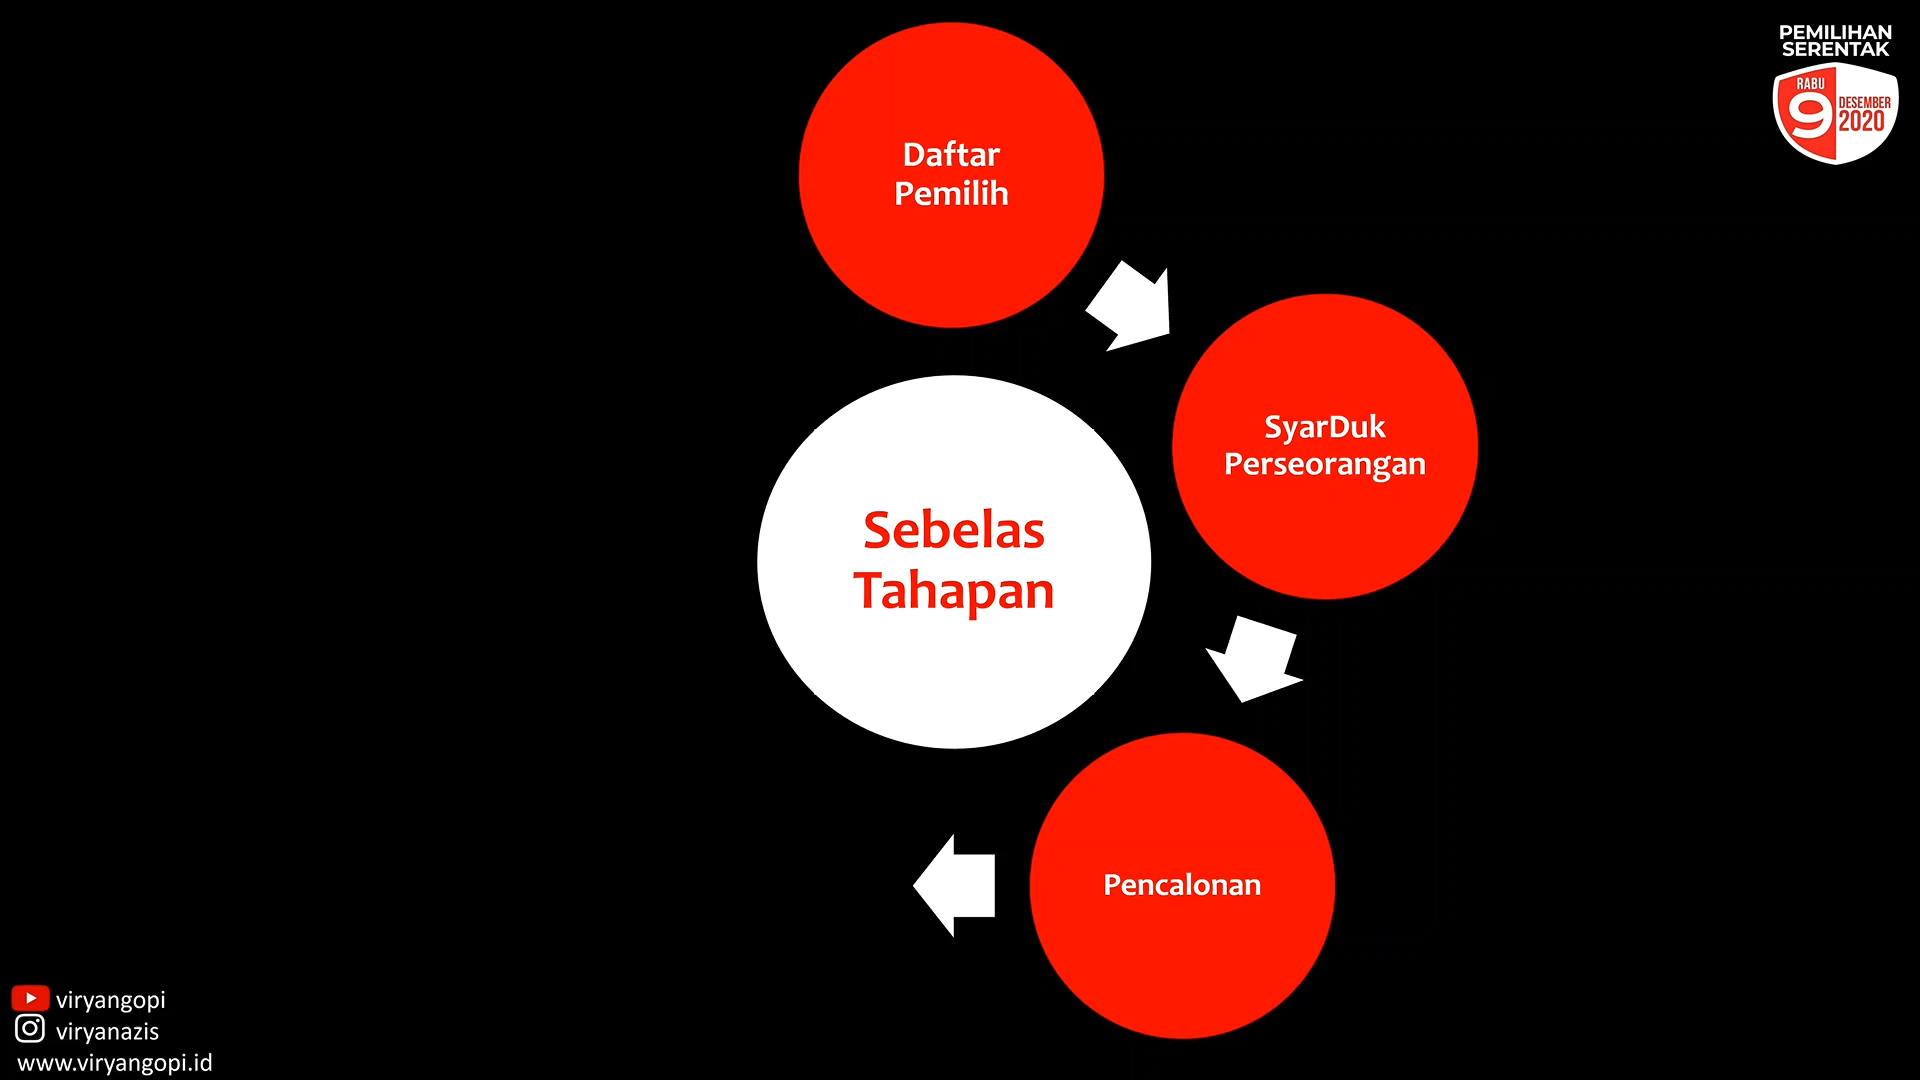 PEMILIHAN
SERENTAK
RABU
9
DESEMBER
2020
Daftar
Pemilih
SyarDuk
Perseorangan
Sebelas
Tahapan
Pencalonan
viryangopi
viryanazis
www.viryangopi.id